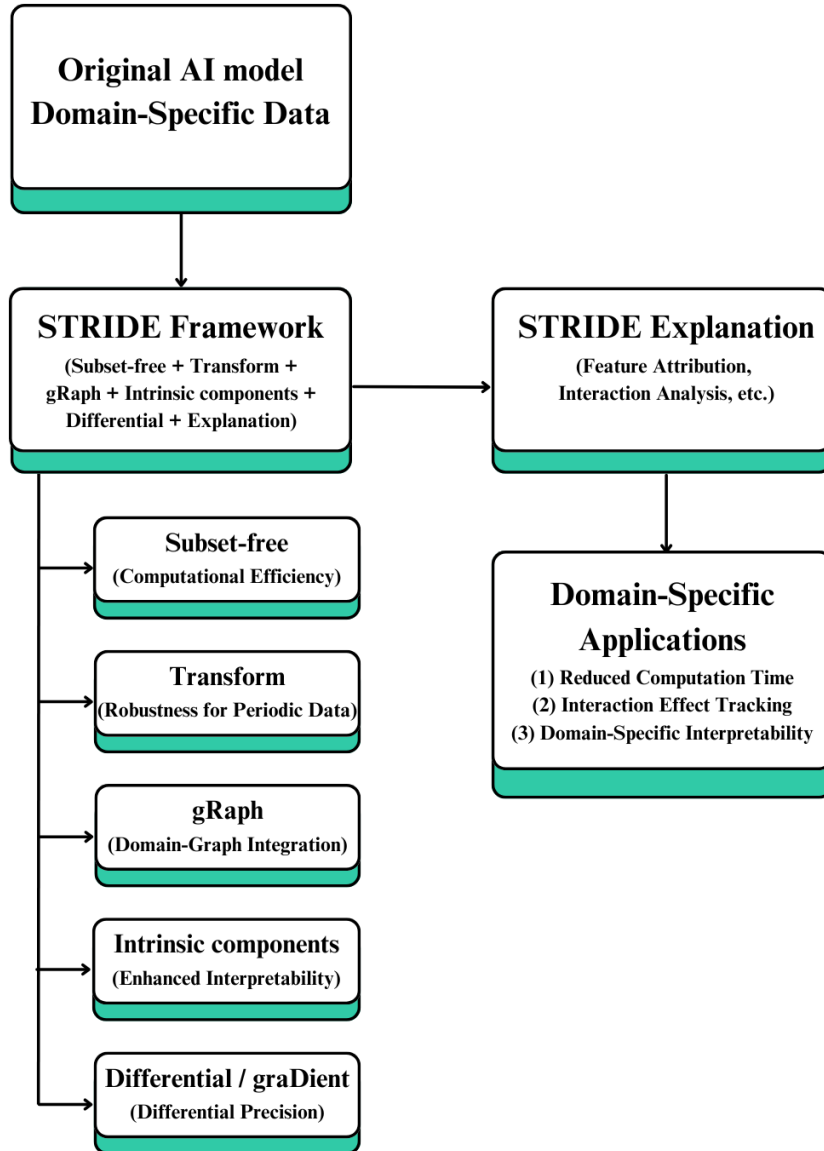 Original AI model
Domain-Specific Data
STRIDE Framework
(Subset-free + Transform +
gRaph + Intrinsic components +
Differential + Explanation)
STRIDE Explanation
(Feature Attribution,
Interaction Analysis, etc.)
Subset-free
(Computational Efficiency)
Transform
(Robustness for Periodic Data)
gRaph
(Domain-Graph Integration)
Intrinsic components
(Enhanced Interpretability)
Differential / graDient
(Differential Precision)
Domain-Specific
Applications
(1) Reduced Computation Time
(2) Interaction Effect Tracking
(3) Domain-Specific Interpretability